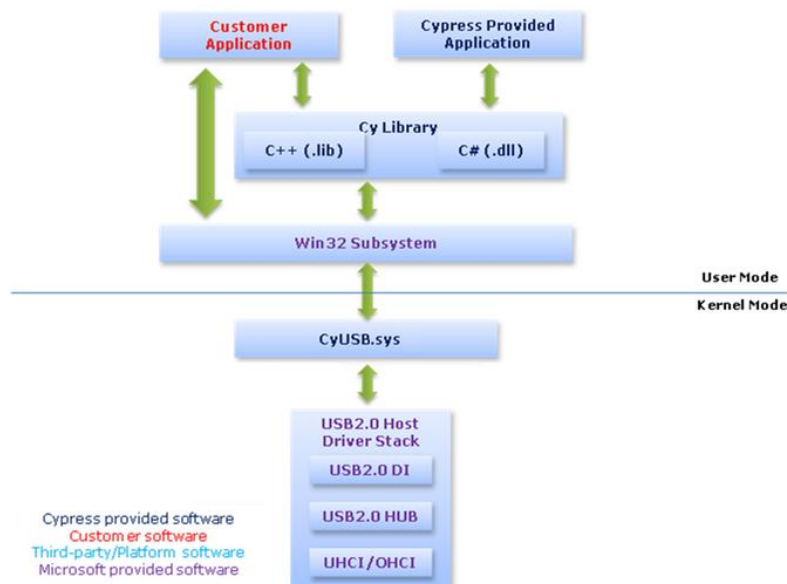 Customer
Application
Cypress Provided
Application
Cy Library
C++ (.lib)
C# (.dll)
Win32 Subsystem
User Mode
Kernel Mode
CyUSB.sys
USB2.0 Host
Driver Stack
USB2.0 DI
USB2.0 HUB
UHCI/OHCI
Cypress provided software
Customer software
Third-party/Platform software
Microsoft provided software